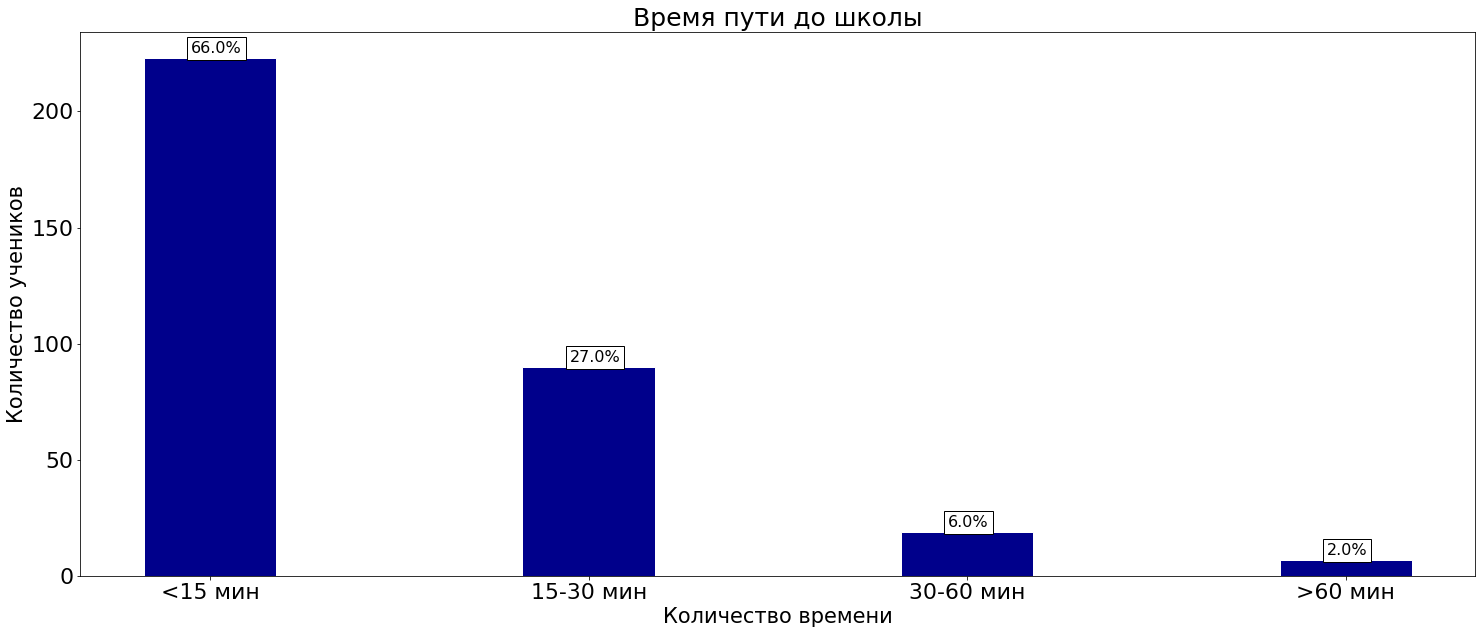 Время пути до школы
66.0%
27.0%
6.0%
2.0%
Количество учеников
200
150
100
50
0
<15 мин
15-30 мин
30-60 мин
>60 мин
Количество времени